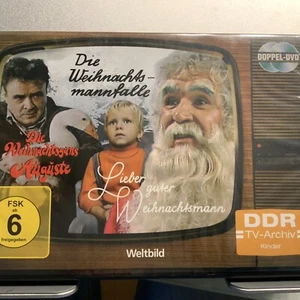 DOPPEL-DVD
Die
Weihnachts-
mannfalle
Die
Weihnachtsgans
Auguste
Lieber
guter
Weihnachtsmann
FSK
ab
6
freigegeben
DDR
TV-Archiv
Kinder
Weltbild